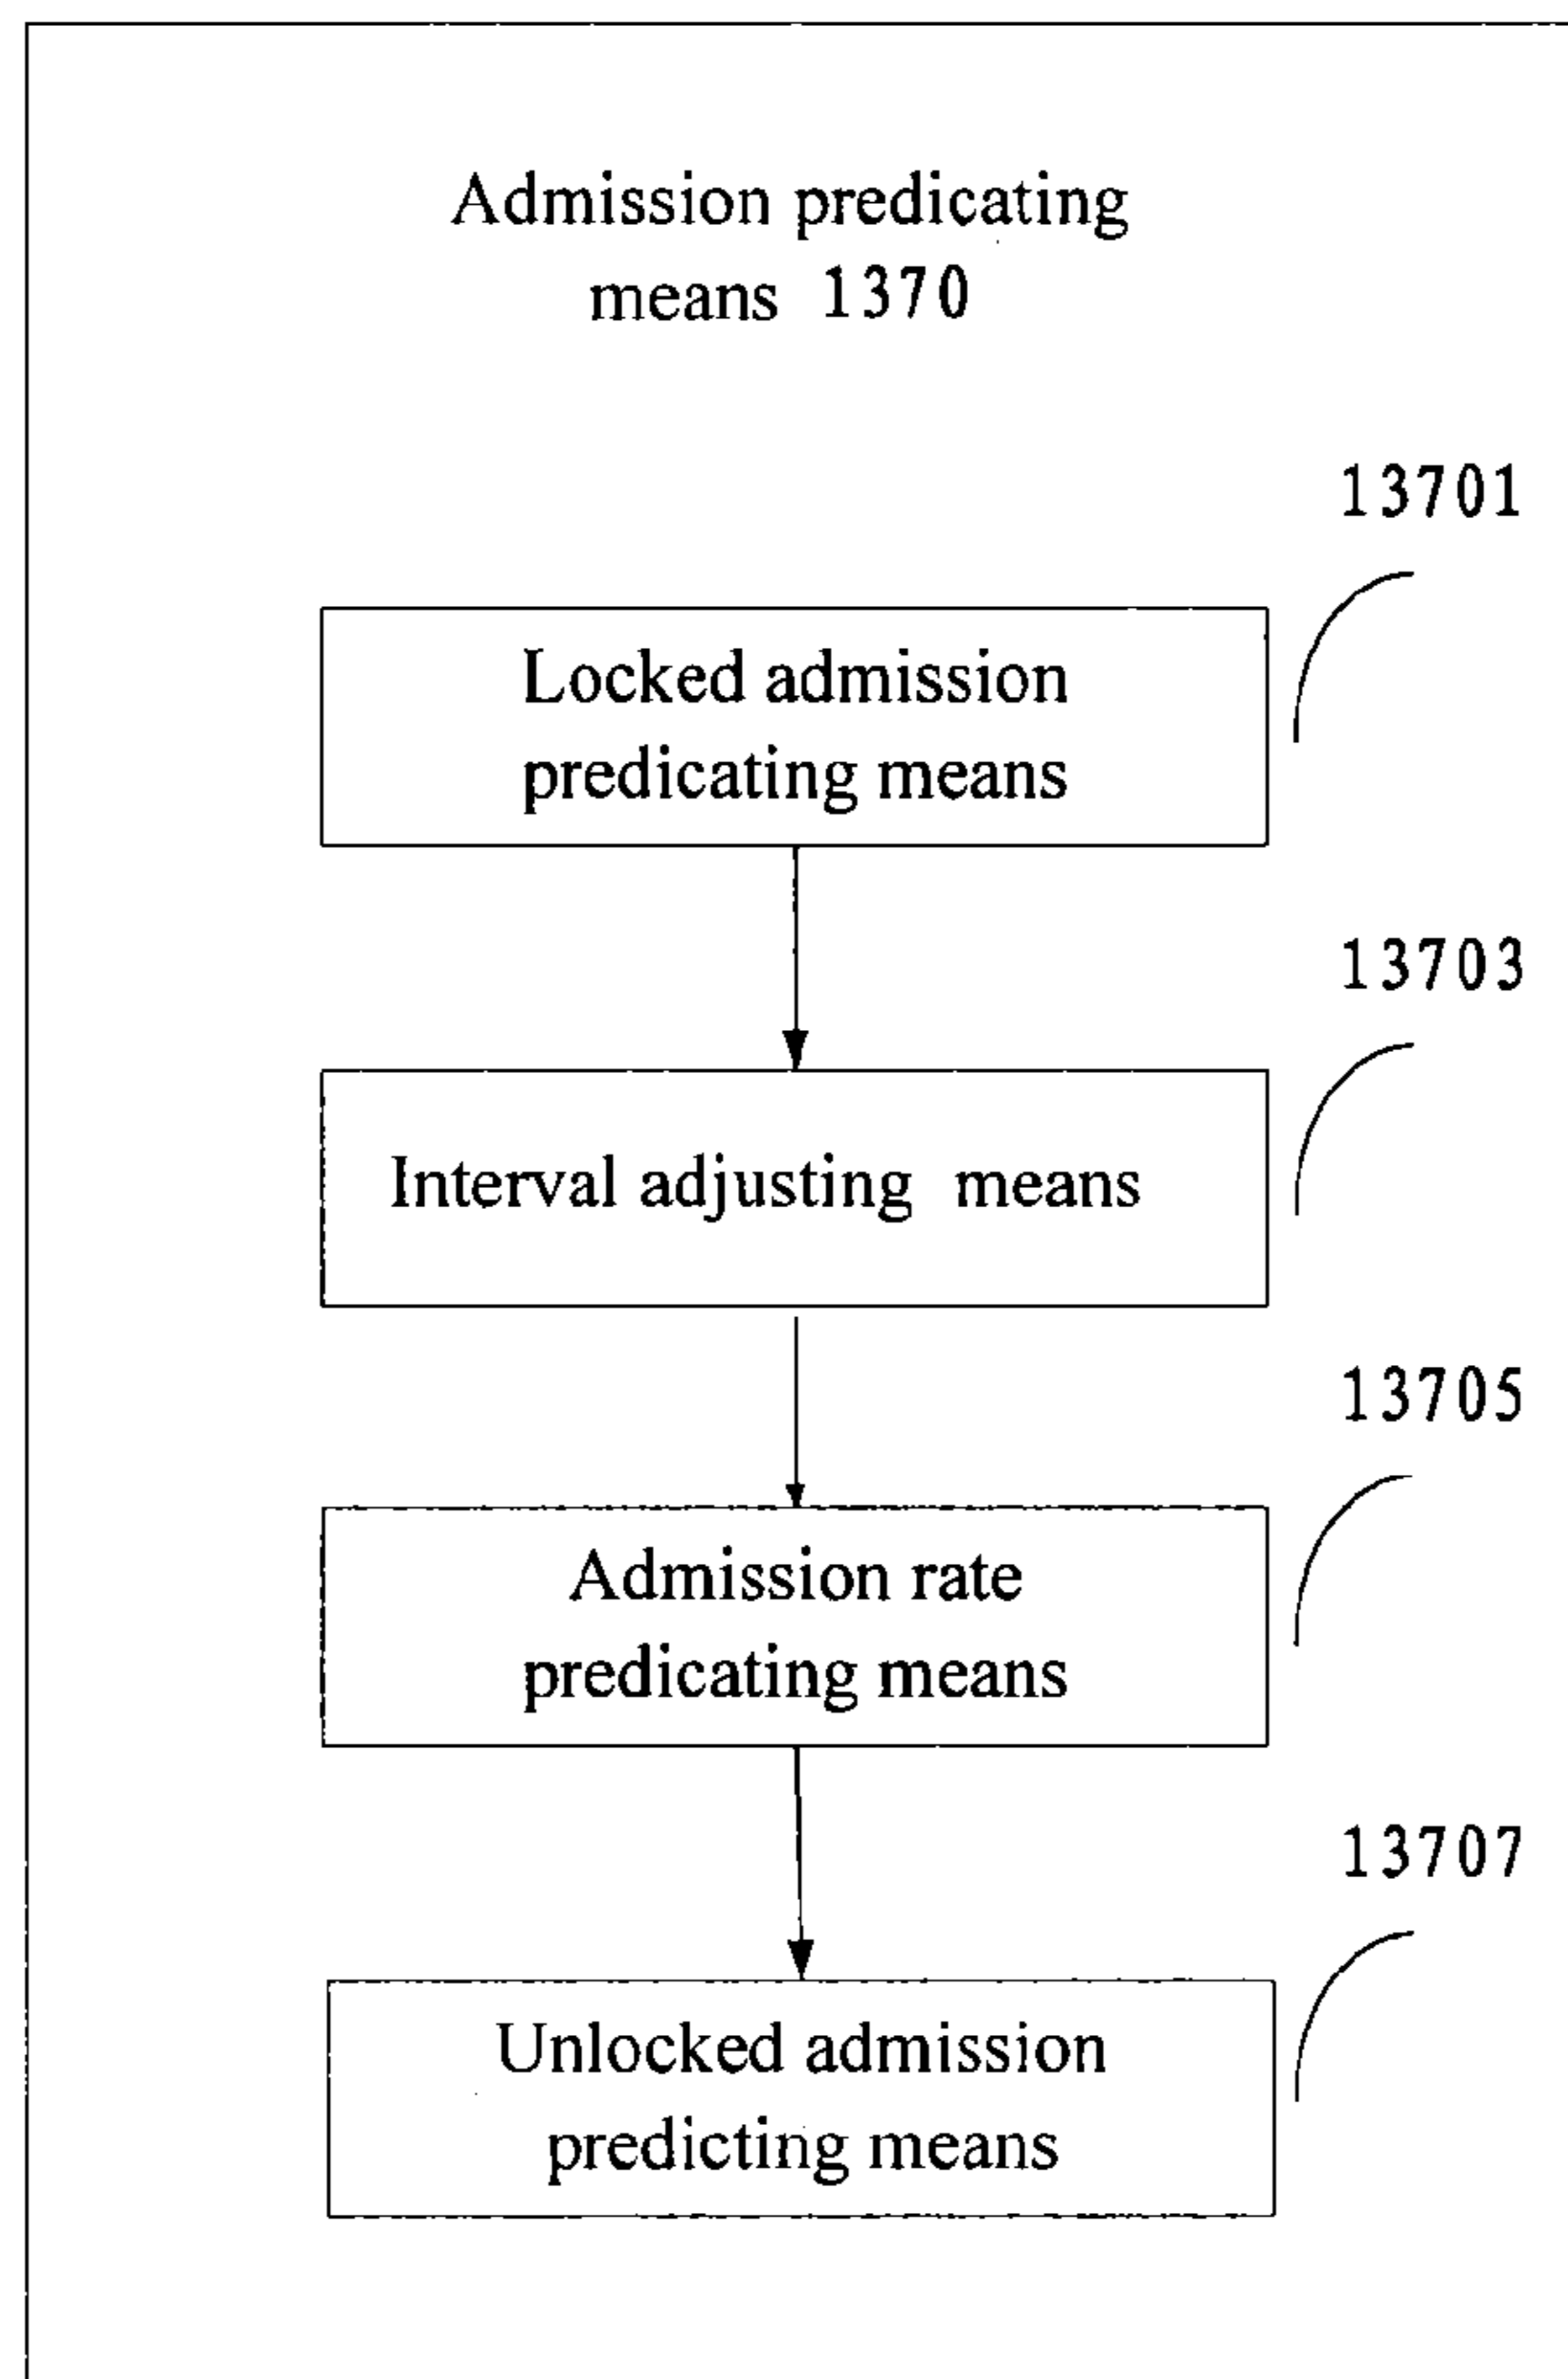 Admission predicating
means 1370
13701
Locked admission
predicating means
13703
Interval adjusting means
13705
Admission rate
predicating means
13707
Unlocked admission
predicting means